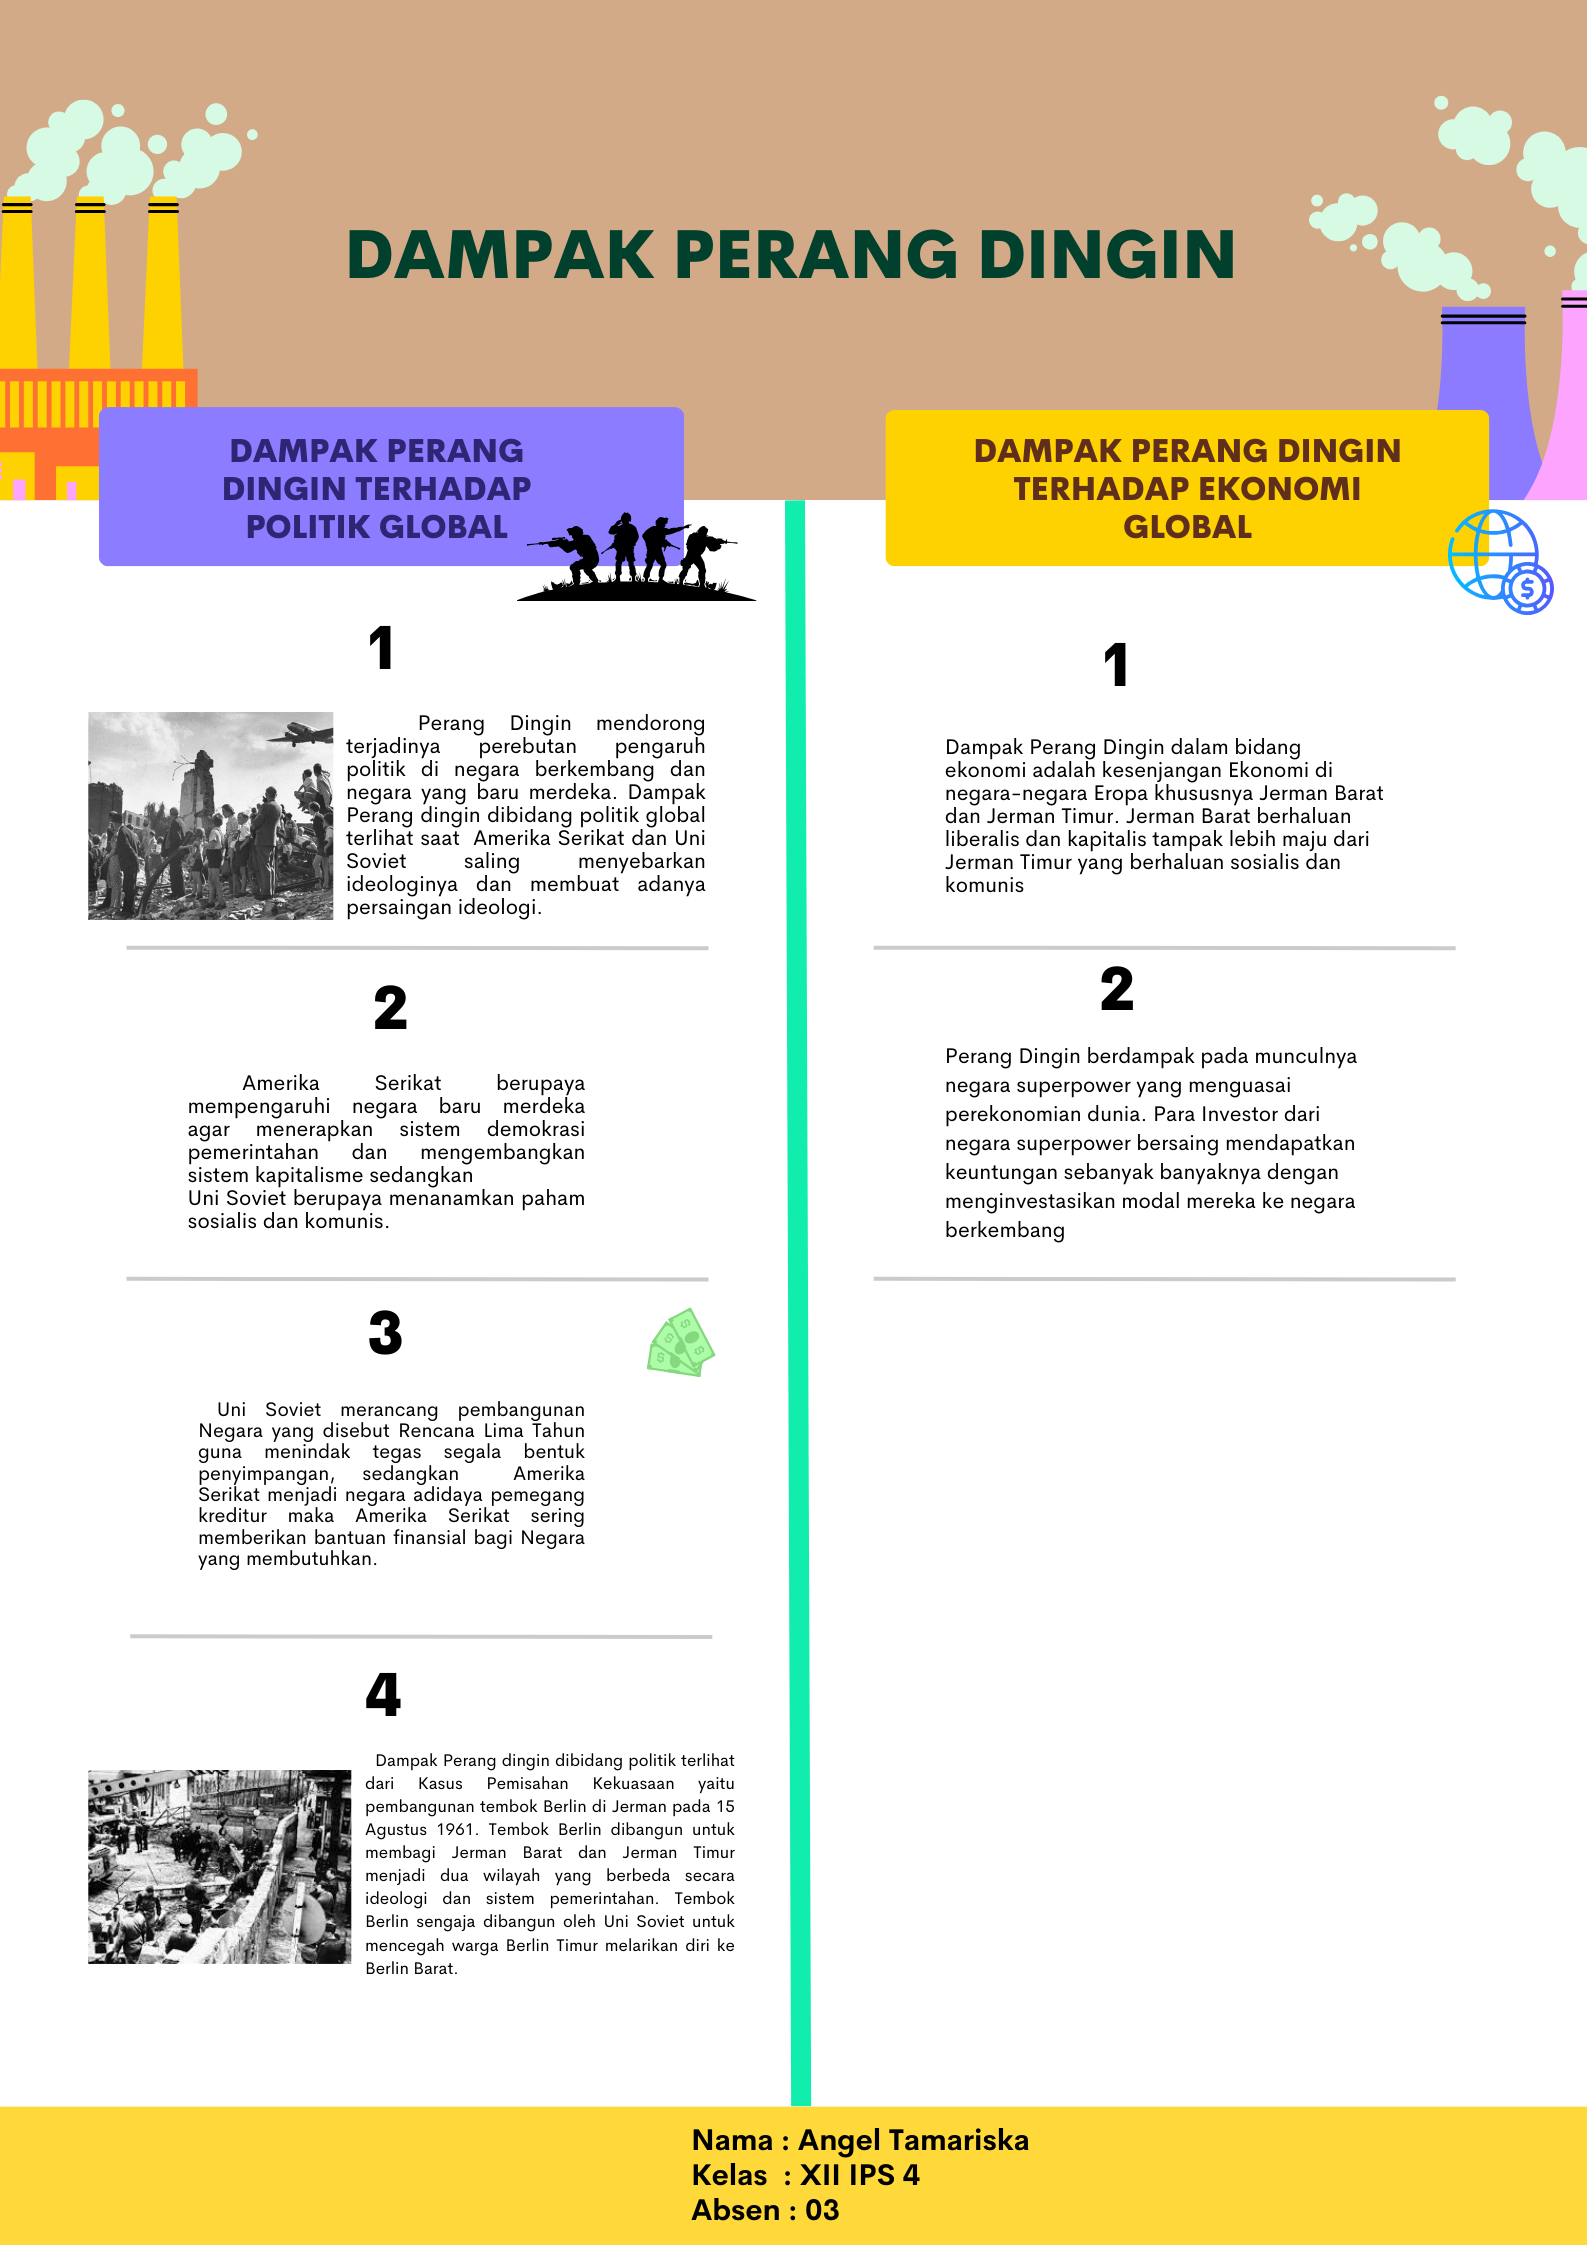 DAMPAK PERANG DINGIN
DAMPAK PERANG
DINGIN TERHADAP
POLITIK GLOBAL
1
Perang Dingin mendorong
terjadinya perebutan pengaruh
politik di negara berkembang dan
negara yang baru merdeka. Dampak
Perang dingin dibidang politik global
terlihat saat Amerika Serikat dan Uni
Soviet saling menyebarkan
ideologinya dan membuat adanya
persaingan ideologi.
2
Amerika Serikat berupaya
mempengaruhi negara baru merdeka
agar menerapkan sistem demokrasi
pemerintahan dan mengembangkan
sistem kapitalisme sedangkan
Uni Soviet berupaya menanamkan paham
sosialis dan komunis.
3
Uni Soviet merancang pembangunan
Negara yang disebut Rencana Lima Tahun
guna menindak tegas segala bentuk
penyimpangan, sedangkan Amerika
Serikat menjadi negara adidaya pemegang
kreditur maka Amerika Serikat sering
memberikan bantuan finansial bagi Negara
yang membutuhkan.
4
Dampak Perang dingin dibidang politik terlihat
dari Kasus Pemisahan Kekuasaan yaitu
pembangunan tembok Berlin di Jerman pada 15
Agustus 1961. Tembok Berlin dibangun untuk
membagi Jerman Barat dan Jerman Timur
menjadi dua wilayah yang berbeda secara
ideologi dan sistem pemerintahan. Tembok
Berlin sengaja dibangun oleh Uni Soviet untuk
mencegah warga Berlin Timur melarikan diri ke
Berlin Barat.
DAMPAK PERANG DINGIN
TERHADAP EKONOMI
GLOBAL
1
Dampak Perang Dingin dalam bidang
ekonomi adalah kesenjangan Ekonomi di
negara-negara Eropa khususnya Jerman Barat
dan Jerman Timur. Jerman Barat berhaluan
liberalis dan kapitalis tampak lebih maju dari
Jerman Timur yang berhaluan sosialis dan
komunis
2
Perang Dingin berdampak pada munculnya
negara superpower yang menguasai
perekonomian dunia. Para Investor dari
negara superpower bersaing mendapatkan
keuntungan sebanyak banyaknya dengan
menginvestasikan modal mereka ke negara
berkembang
Nama : Angel Tamariska
Kelas : XII IPS 4
Absen : 03